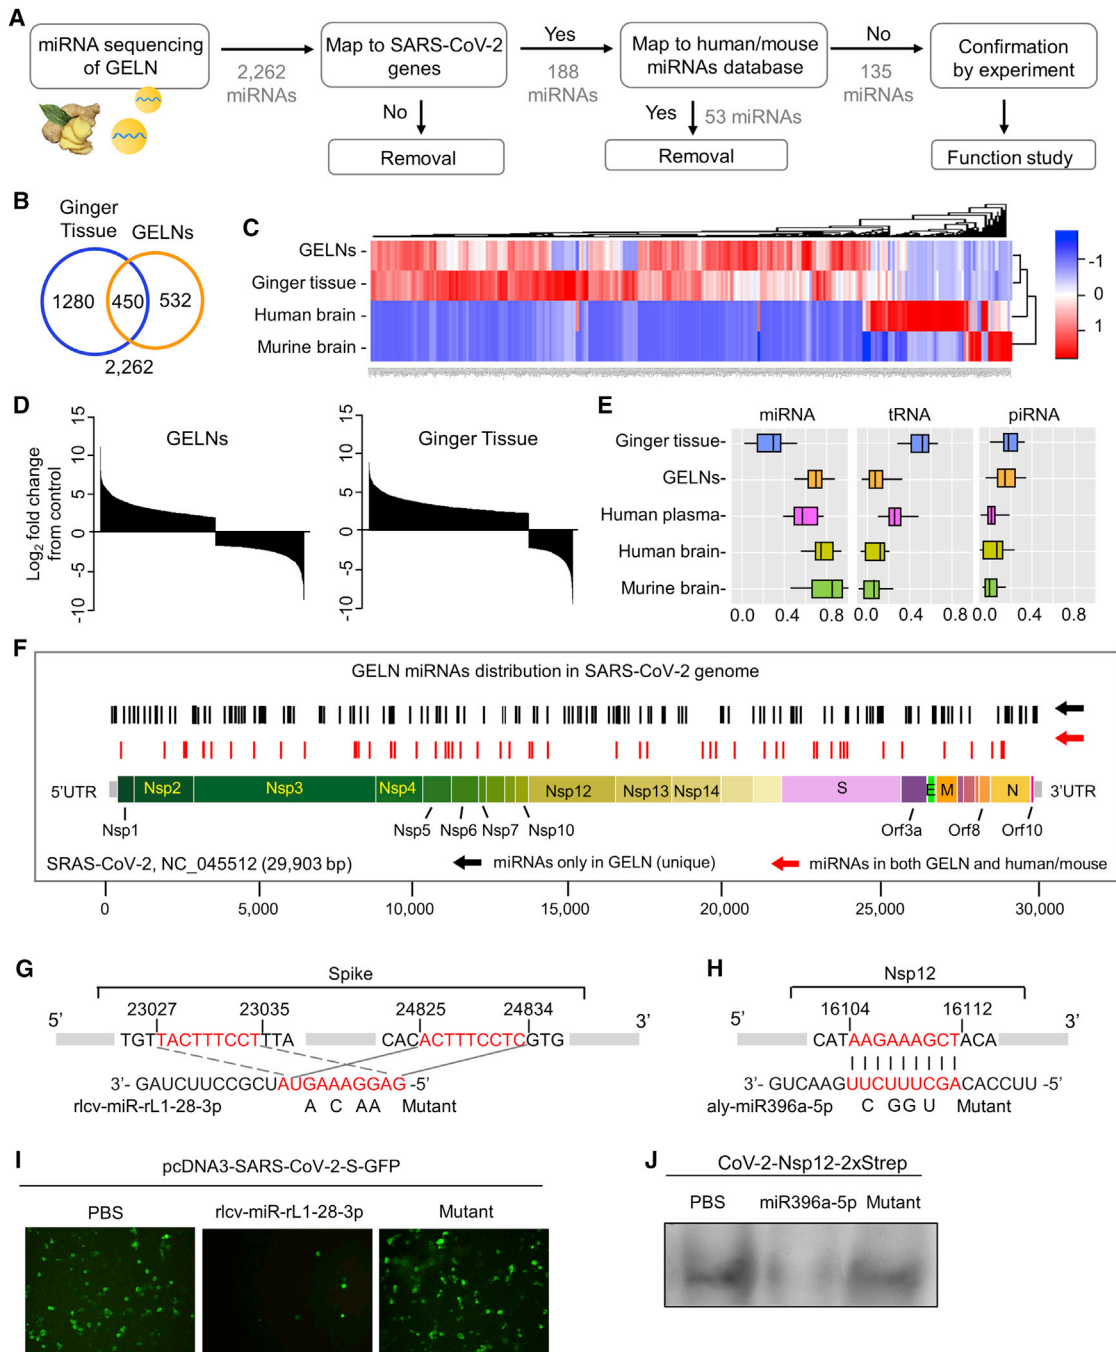 A
miRNA sequencing
of GELN
2,262
miRNAs
Map to SARS-CoV-2
genes
Yes
188
miRNAs
Map to human/mouse
miRNAs database
No
135
miRNAs
Confirmation
by experiment
No
Yes
53 miRNAs
Removal
Removal
Function study
B
Ginger
Tissue
GELNs
1280
450
532
2,262
C
GELNs -
Ginger tissue -
Human brain -
Murine brain -
-1
0
1
D
Log2 fold change
from control
15
10
5
0
-5
-10
GELNs
15
10
5
0
-5
-10
Ginger Tissue
E
miRNA
tRNA
piRNA
Ginger tissue-
GELNs-
Human plasma-
Human brain-
Murine brain-
0.0 0.4 0.8
0.0 0.4 0.8
0.0 0.4 0.8
F
GELN miRNAs distribution in SARS-CoV-2 genome
5'UTR
Nsp2
Nsp3
Nsp4
Nsp12
Nsp13
Nsp14
S
E
M
N
3'UTR
Nsp1
Nsp5
Nsp6
Nsp7
Nsp10
Orf3a
Orf8
Orf10
SRAS-CoV-2, NC_045512 (29,903 bp)
miRNAs only in GELN (unique)
miRNAs in both GELN and human/mouse
0
5,000
10,000
15,000
20,000
25,000
30,000
G
Spike
23027
23035
24825
24834
5'
3'
TGTTACTTTCCTTTA
CACACTTTCCTCGTG
3'- GAUCUUCCGCUAUGAAAGGAG -5'
rlcv-miR-rL1-28-3p
A C AA Mutant
H
Nsp12
16104
16112
5'
3'
CATAAGAAAGCTACA
3'- GUCAAGUUCUUUCGACACCUU -5'
aly-miR396a-5p
C GG U Mutant
I
pcDNA3-SARS-CoV-2-S-GFP
PBS
rlcv-miR-rL1-28-3p
Mutant
J
CoV-2-Nsp12-2xStrep
PBS
miR396a-5p
Mutant